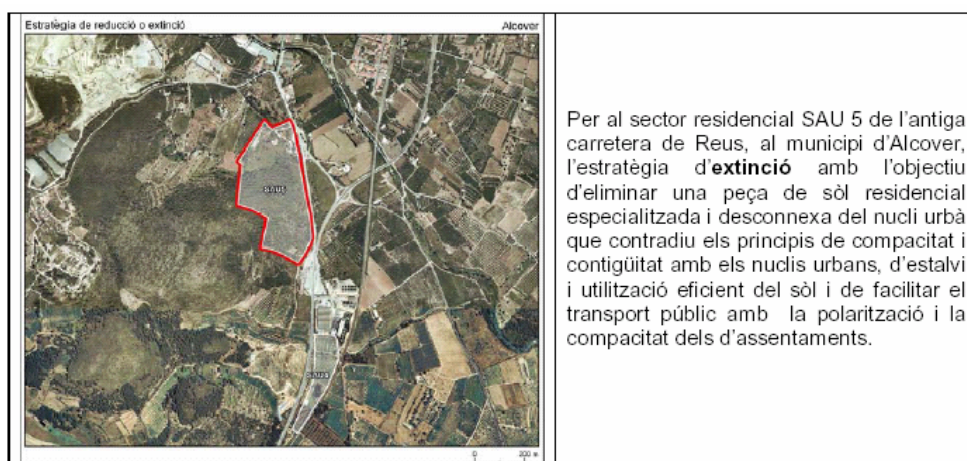 Estratègia de reducció o extinció
Alcover
SAU5
Per al sector residencial SAU 5 de l'antiga
carretera de Reus, al municipi d'Alcover,
l'estratègia d'extinció amb l'objectiu
d'eliminar una peça de sòl residencial
especialitzada i desconnexa del nucli urbà
que contradiu els principis de compacitat i
contigüitat amb els nuclis urbans, d'estalvi
i utilització eficient del sòl i de facilitar el
transport públic amb la polarització i la
compacitat dels d'assentaments.
0 200 m